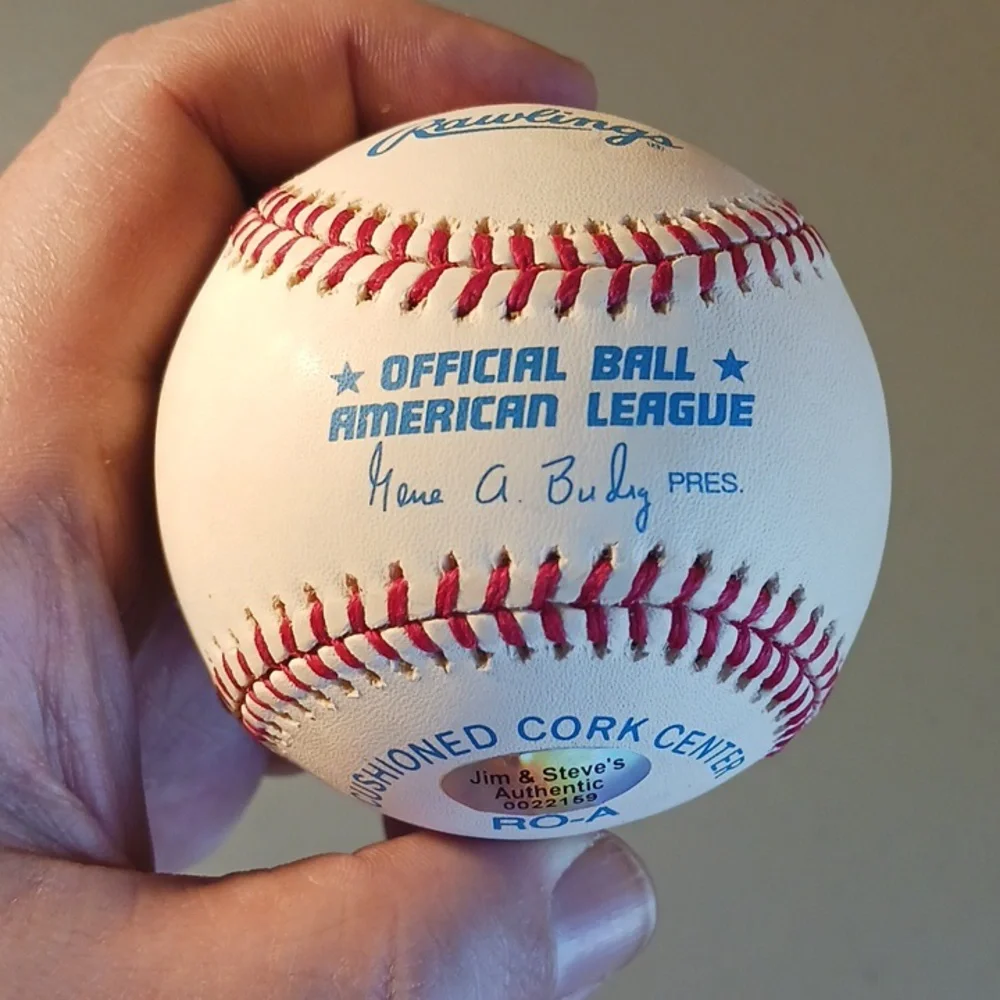 Rawlings
★ OFFICIAL BALL ★
AMERICAN LEAGUE
Gene A. Budig PRES.
CUSHIONED CORK CENTER
Jim & Steve's
Authentic
0022159
RO-A